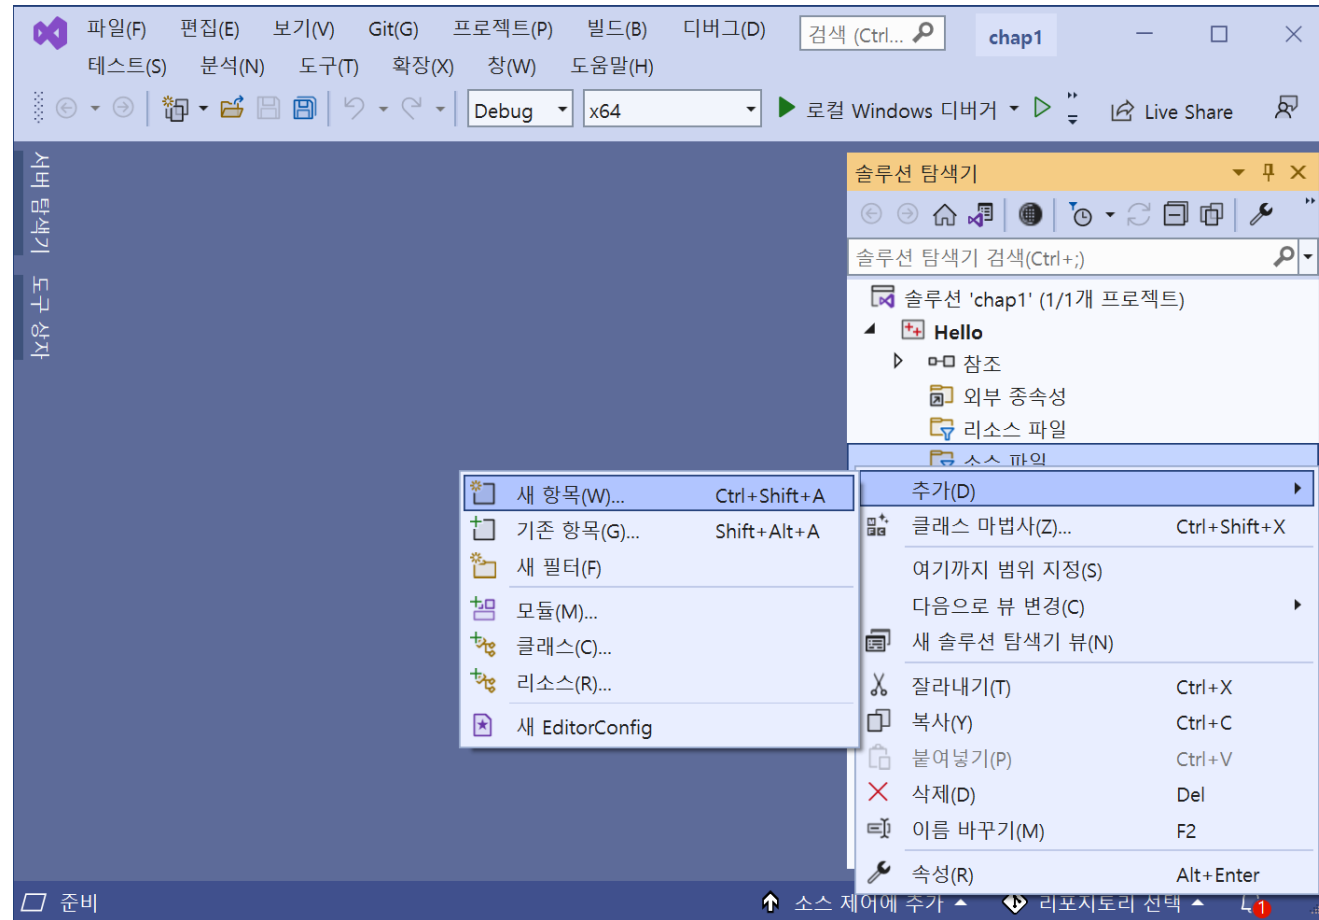 파일(F) 편집(E) 보기(V) Git(G) 프로젝트(P) 빌드(B) 디버그(D) 검색 (Ctrl... chap1
테스트(S) 분석(N) 도구(T) 확장(X) 창(W) 도움말(H)
Debug x64 로컬 Windows 디버거 Live Share
서버 탐색기
도구 상자
솔루션 탐색기
솔루션 탐색기 검색(Ctrl+;)
솔루션 'chap1' (1/1개 프로젝트)
Hello
참조
외부 종속성
리소스 파일
소스 파일
새 항목(W)... Ctrl+Shift+A
기존 항목(G)... Shift+Alt+A
새 필터(F)
모듈(M)...
클래스(C)...
리소스(R)...
새 EditorConfig
추가(D)
클래스 마법사(Z)... Ctrl+Shift+X
여기까지 범위 지정(S)
다음으로 뷰 변경(C)
새 솔루션 탐색기 뷰(N)
잘라내기(T) Ctrl+X
복사(Y) Ctrl+C
붙여넣기(P) Ctrl+V
삭제(D) Del
이름 바꾸기(M) F2
속성(R) Alt+Enter
준비 소스 제어에 추가 리포지토리 선택 1